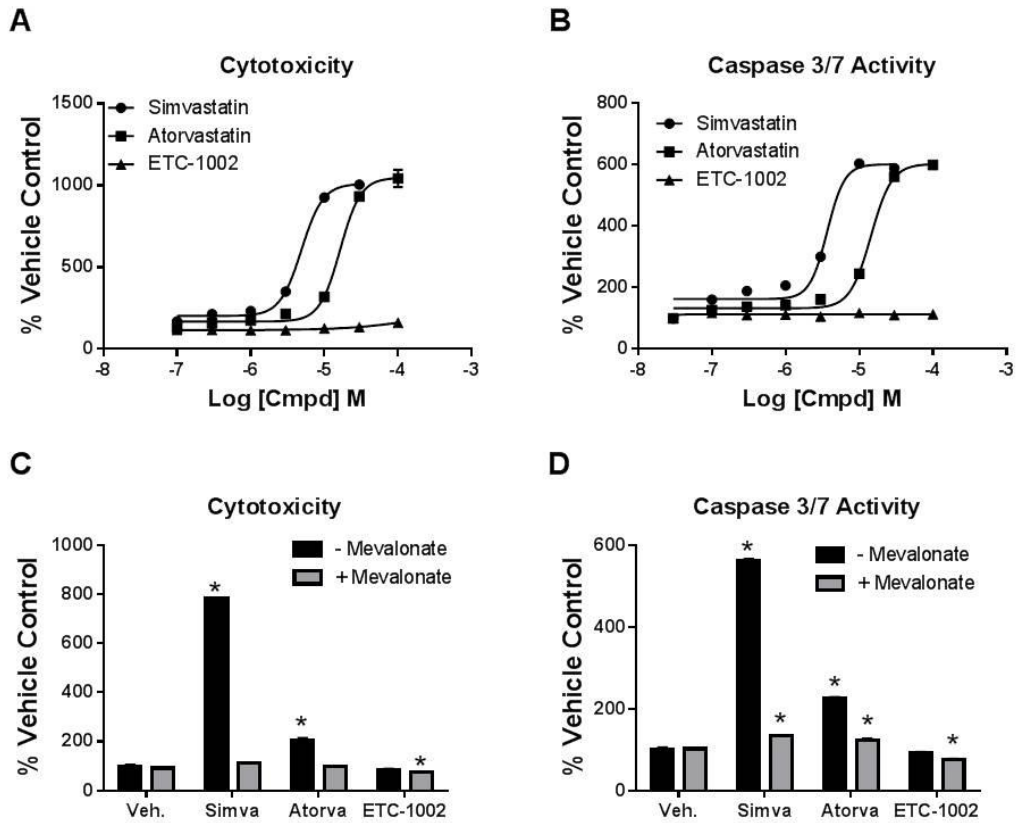 A
Cytotoxicity
% Vehicle Control
1500
1000
500
0
Simvastatin
Atorvastatin
ETC-1002
-8 -7 -6 -5 -4 -3
Log [Cmpd] M
B
Caspase 3/7 Activity
% Vehicle Control
800
600
400
200
0
Simvastatin
Atorvastatin
ETC-1002
-8 -7 -6 -5 -4 -3
Log [Cmpd] M
C
Cytotoxicity
% Vehicle Control
1000
800
600
400
200
0
- Mevalonate
+ Mevalonate
*
*
*
Veh. Simva Atorva ETC-1002
D
Caspase 3/7 Activity
% Vehicle Control
600
400
200
0
- Mevalonate
+ Mevalonate
*
*
*
*
*
Veh. Simva Atorva ETC-1002